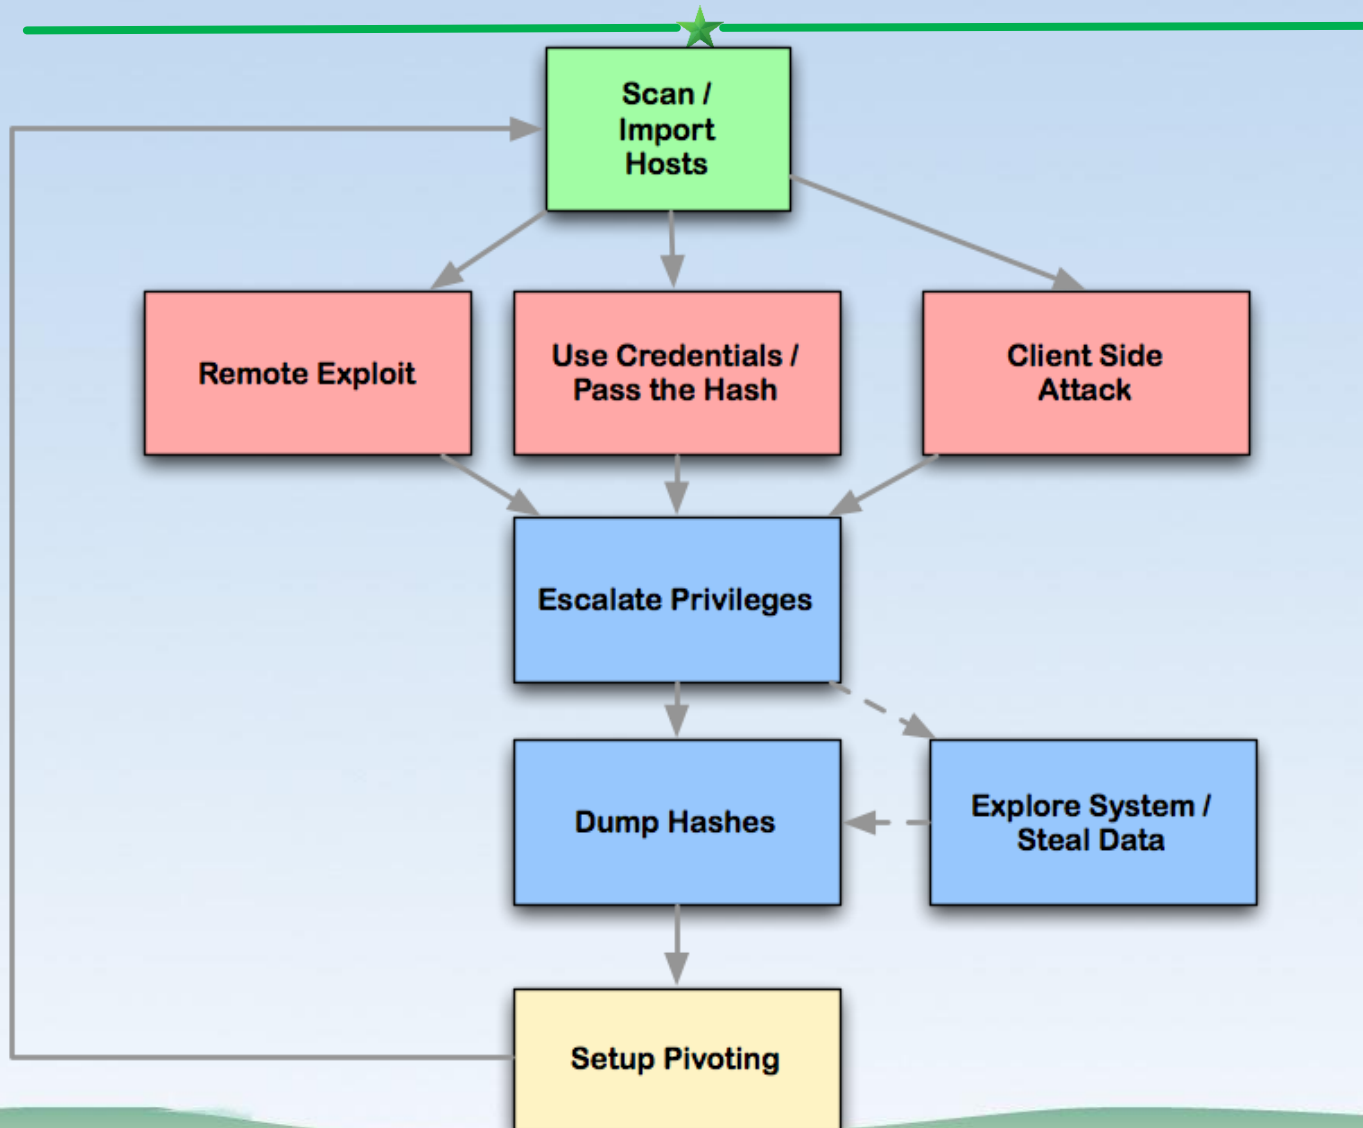 Scan /
Import
Hosts
Remote Exploit
Use Credentials /
Pass the Hash
Client Side
Attack
Escalate Privileges
Dump Hashes
Explore System /
Steal Data
Setup Pivoting